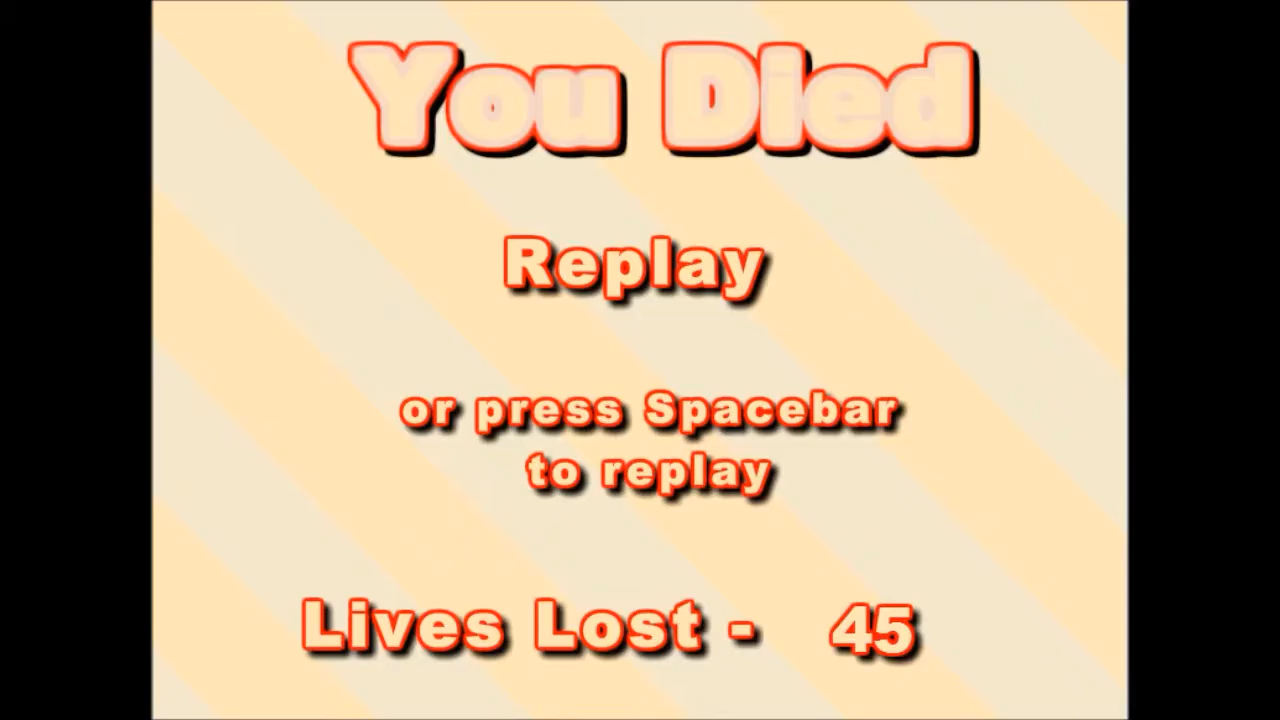 You Died
Replay
or press Spacebar
to replay
Lives Lost - 45